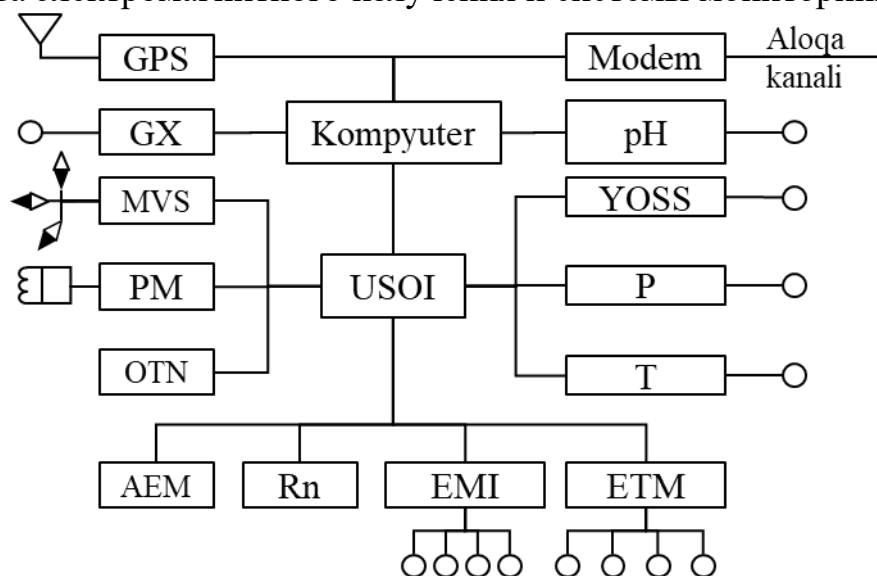 GPS
Modem
Aloqa
kanali
GX
Kompyuter
pH
MVS
YOSS
PM
USOI
P
OTN
T
AEM
Rn
EMI
ETM